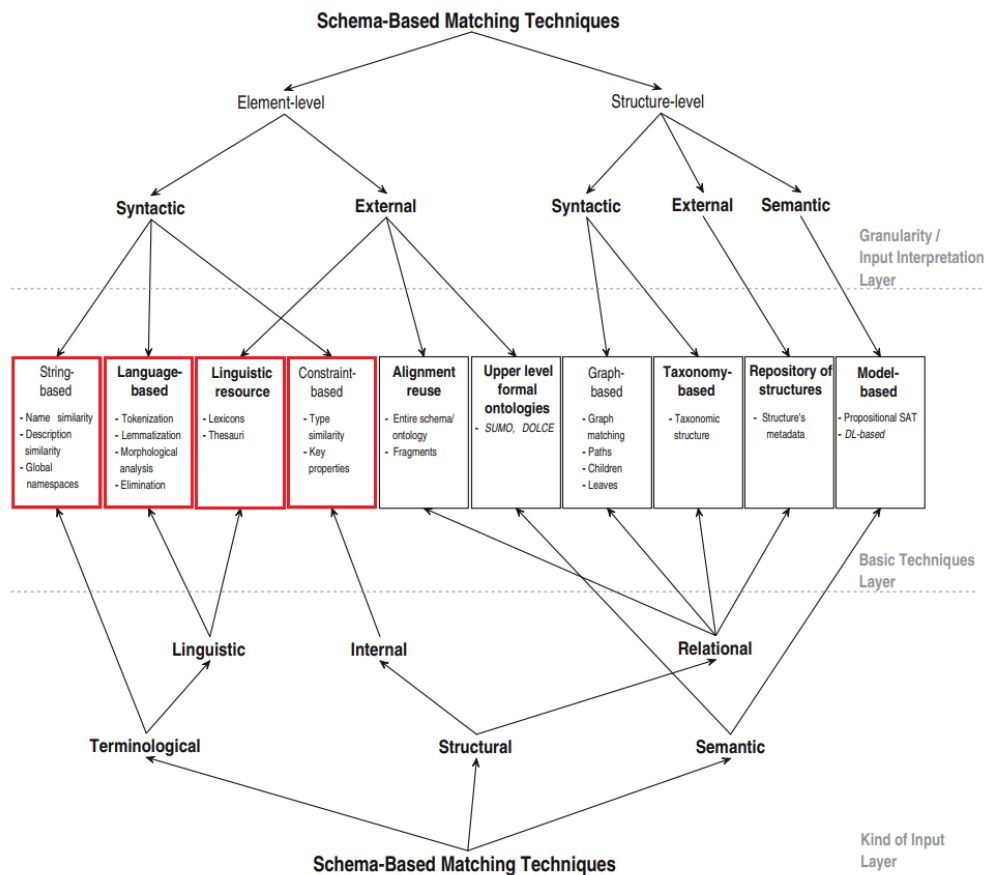 Schema-Based Matching Techniques
Element-level
Structure-level
Syntactic
External
Syntactic
External
Semantic
Granularity /
Input Interpretation
Layer
String-
based
- Name similarity
- Description
similarity
- Global
namespaces
Language-
based
- Tokenization
- Lemmatization
- Morphological
analysis
- Elimination
Linguistic
resource
- Lexicons
- Thesauri
Constraint-
based
- Type
similarity
- Key
properties
Alignment
reuse
- Entire schema/
ontology
- Fragments
Upper level
formal
ontologies
- SUMO, DOLCE
Graph-
based
- Graph
matching
- Paths
- Children
- Leaves
Taxonomy-
based
- Taxonomic
structure
Repository of
structures
- Structure's
metadata
Model-
based
- Propositional SAT
- DL-based
Basic Techniques
Layer
Linguistic
Internal
Relational
Terminological
Structural
Semantic
Schema-Based Matching Techniques
Kind of Input
Layer